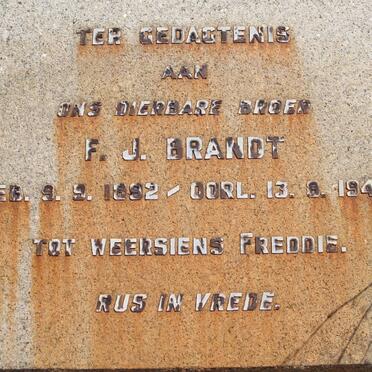 TER GEDAGTENIS
AAN
ONS DIERBARE BROER
F. J. BRANDT
EB. 9. 9. 1892 / OORL. 13. 9. 194
TOT WEERSIENS FREDDIE.
RUS IN VREDE.